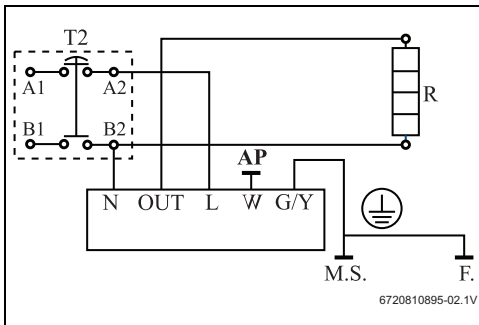 T2
A1 A2
R
B1 B2
AP
N OUT L W G/Y
M.S. F.
6720810895-02.1V